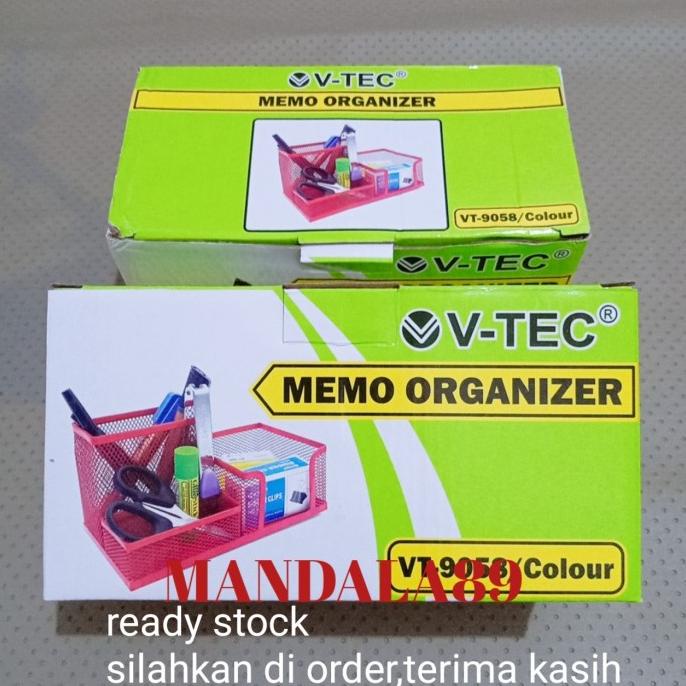 V-TEC®
MEMO ORGANIZER
VT-9058/Colour
V-TEC®
V-TEC®
MEMO ORGANIZER
CLIPS
VT-9058/Colour
MANDALA89
ready stock
silahkan di order,terima kasih